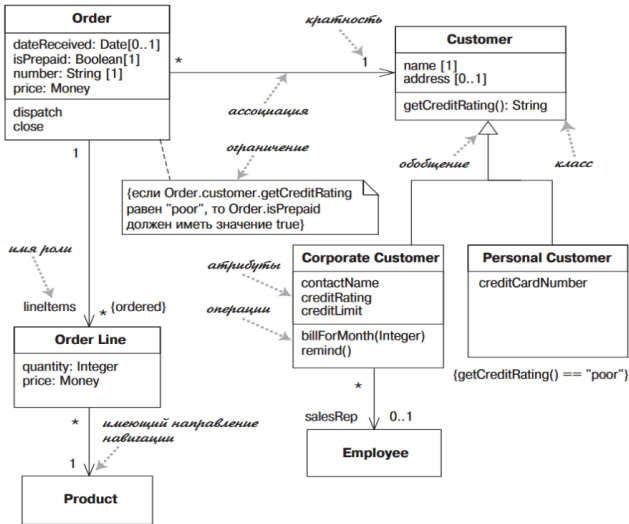 Order
dateReceived: Date[0..1]
isPrepaid: Boolean[1]
number: String [1]
price: Money
dispatch
close
кратность
*
1
ассоциация
Customer
name [1]
address [0..1]
getCreditRating(): String
ограничение
обобщение
класс
1
{если Order.customer.getCreditRating
равен "poor", то Order.isPrepaid
должен иметь значение true}
имя роли
lineItems
* {ordered}
атрибуты
операции
Corporate Customer
contactName
creditRating
creditLimit
billForMonth(Integer)
remind()
Personal Customer
creditCardNumber
{getCreditRating() == "poor"}
Order Line
quantity: Integer
price: Money
*
salesRep
0..1
Employee
*
имеющий направление
навигации
1
Product